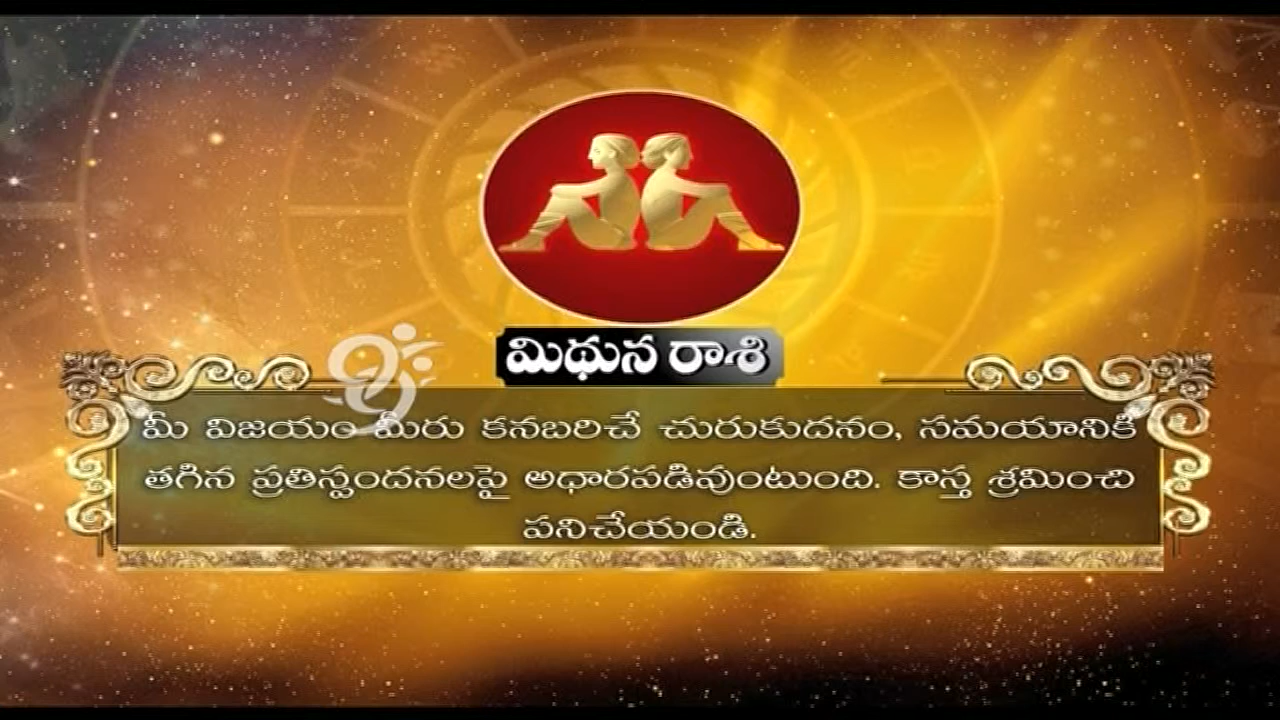 మిథున రాశి
మీ విజయం మీరు కనబరిచే చురుకుదనం, సమయానికి
తగిన ప్రతిస్పందనలపై అధారపడివుంటుంది. కాస్త శ్రమించి
పనిచేయండి.